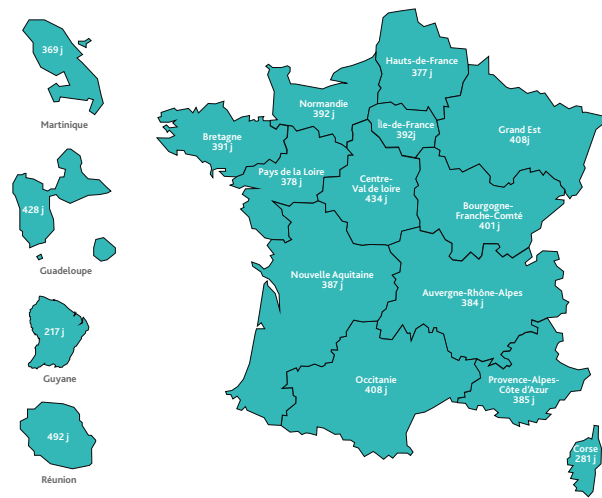 369 j
Martinique
428 j
Guadeloupe
217 j
Guyane
492 j
Réunion
Hauts-de-France
377 j
Normandie
392 j
Île-de-France
392j
Grand Est
408j
Bretagne
391 j
Pays de la Loire
378 j
Centre-
Val de loire
434 j
Bourgogne-
Franche-Comté
401 j
Nouvelle Aquitaine
387 j
Auvergne-Rhône-Alpes
384 j
Occitanie
408 j
Provence-Alpes-
Côte d'Azur
385 j
Corse
281 j